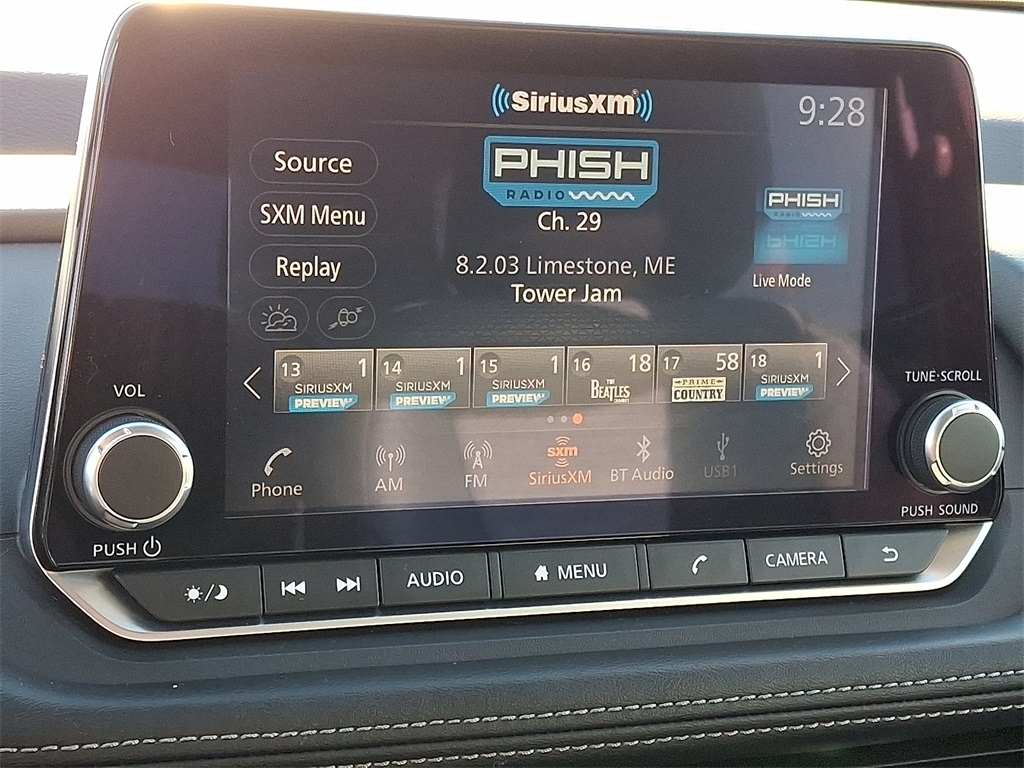 SiriusXM
9:28
Source
SXM Menu
Replay
PHISH
RADIO
Ch. 29
8.2.03 Limestone, ME
Tower Jam
PHISH
RADIO
Live Mode
13 1
SIRIUSXM
PREVIEW
14 1
SIRIUSXM
PREVIEW
15 1
SIRIUSXM
PREVIEW
16 18
THE
BEATLES
17 58
PRIME
COUNTRY
18 1
SIRIUSXM
PREVIEW
Phone
AM
FM
sxm
SiriusXM
BT Audio
USB1
Settings
VOL
PUSH
TUNE·SCROLL
PUSH SOUND
AUDIO
MENU
CAMERA